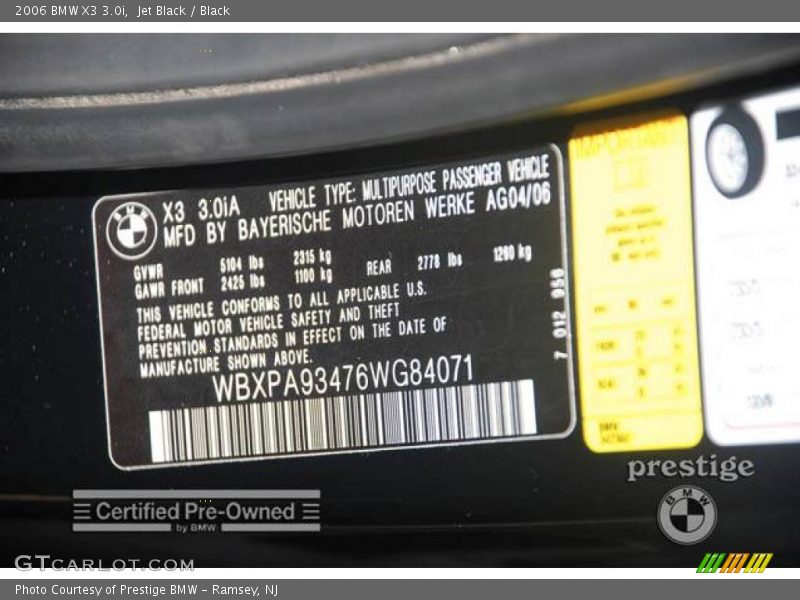 2006 BMW X3 3.0i,  Jet Black / Black
BMW
X3 3.0iA VEHICLE TYPE: MULTIPURPOSE PASSENGER VEHICLE
MFD BY BAYERISCHE MOTOREN WERKE AG04/06
GVWR 5104 lbs 2315 kg
GAWR FRONT 2425 lbs 1100 kg REAR 2778 lbs 1260 kg
THIS VEHICLE CONFORMS TO ALL APPLICABLE U.S.
FEDERAL MOTOR VEHICLE SAFETY AND THEFT
PREVENTION STANDARDS IN EFFECT ON THE DATE OF
MANUFACTURE SHOWN ABOVE.
WBXPA93476WG84071
7 012 050
IMPORTANT!
prestige
BMW
Certified Pre-Owned
by BMW
GTCARLOT.COM
Photo Courtesy of Prestige BMW – Ramsey, NJ